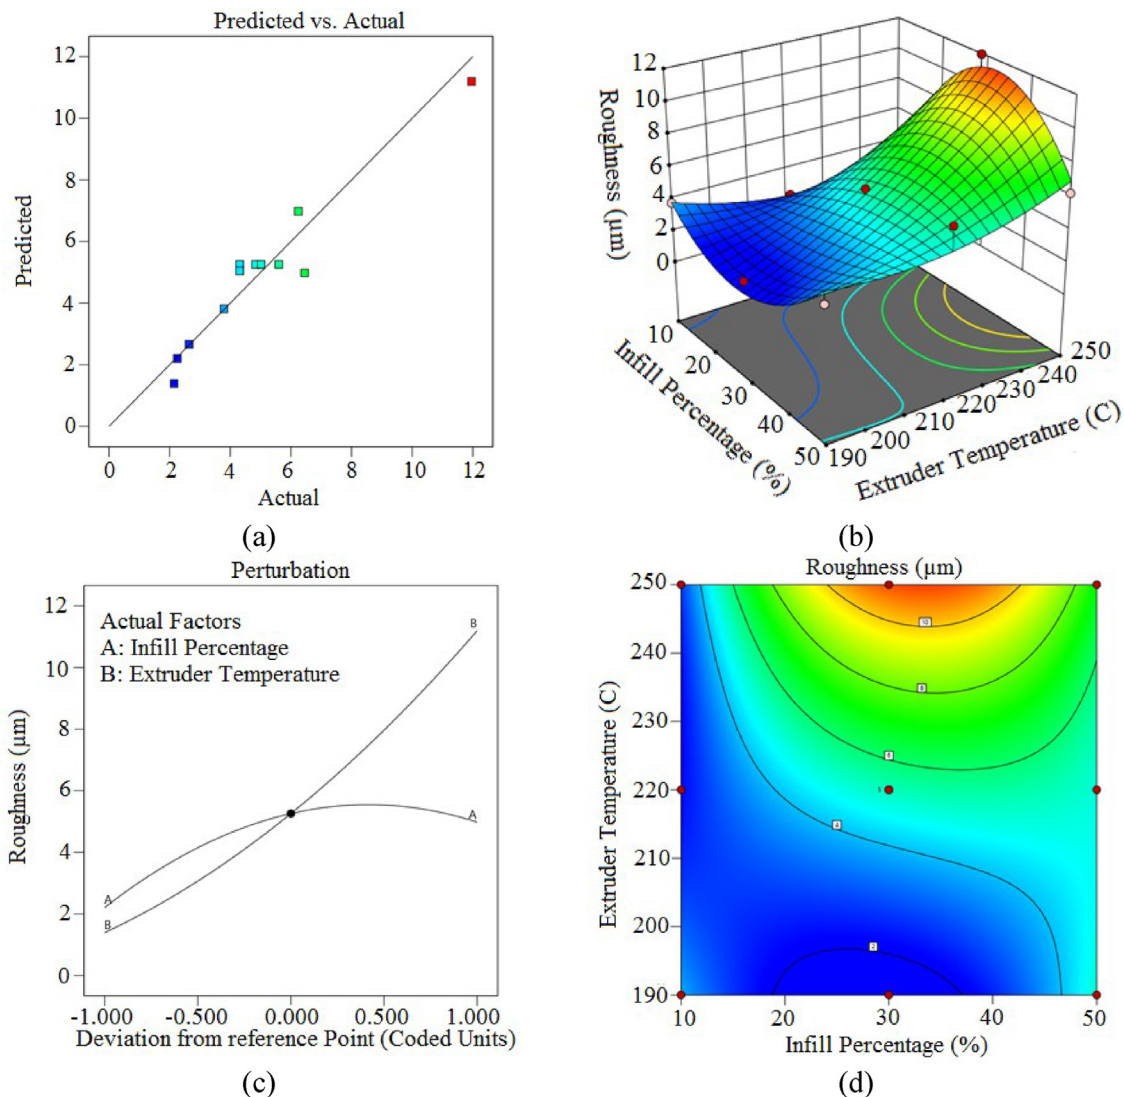 Predicted vs. Actual
12
10
8
6
4
2
0
Predicted
0 2 4 6 8 10 12
Actual
(a)
12
10
8
6
4
2
0
Roughness (µm)
10
20
30
40
50
Infill Percentage (%)
190
200
210
220
230
240
250
Extruder Temperature (C)
(b)
Perturbation
12
10
8
6
4
2
0
Roughness (µm)
Actual Factors
A: Infill Percentage
B: Extruder Temperature
B
A
A
B
-1.000 -0.500 0.000 0.500 1.000
Deviation from reference Point (Coded Units)
(c)
Roughness (µm)
250
240
230
220
210
200
190
Extruder Temperature (C)
10
8
6
5
4
2
10 20 30 40 50
Infill Percentage (%)
(d)